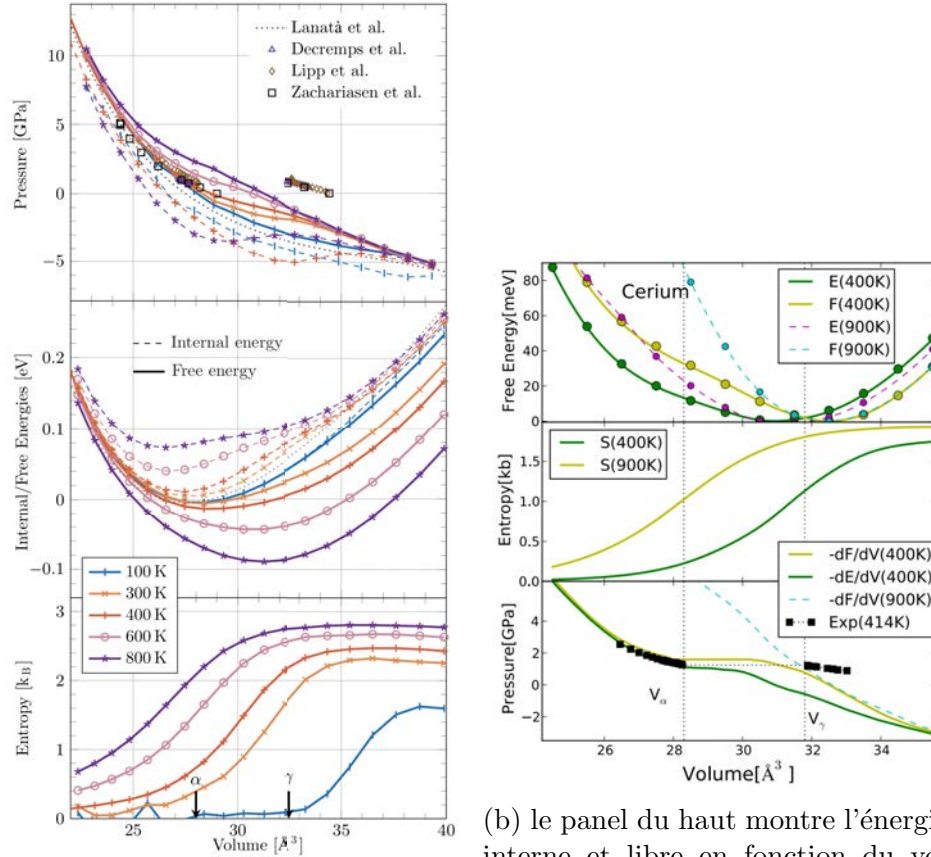 Lanatà et al.
Decremps et al.
Lipp et al.
Zachariasen et al.
Pressure [GPa]
10
5
0
−5
Internal energy
Free energy
Internal/Free Energies [eV]
0.2
0.1
0
−0.1
100 K
300 K
400 K
600 K
800 K
Entropy [kB]
3
2
1
0
α
γ
25
30
35
40
Volume [Å³]
Cerium
E(400K)
F(400K)
E(900K)
F(900K)
Free Energy[meV]
80
60
40
20
0
S(400K)
S(900K)
Entropy[kb]
1.5
1.0
0.5
0.0
-dF/dV(400K)
-dE/dV(400K)
-dF/dV(900K)
Exp(414K)
Pressure[GPa]
4
2
0
−2
Vα
Vγ
26
28
30
32
34
Volume[Å³ ]
(b) le panel du haut montre l'énergi
interne et libre en fonction du v